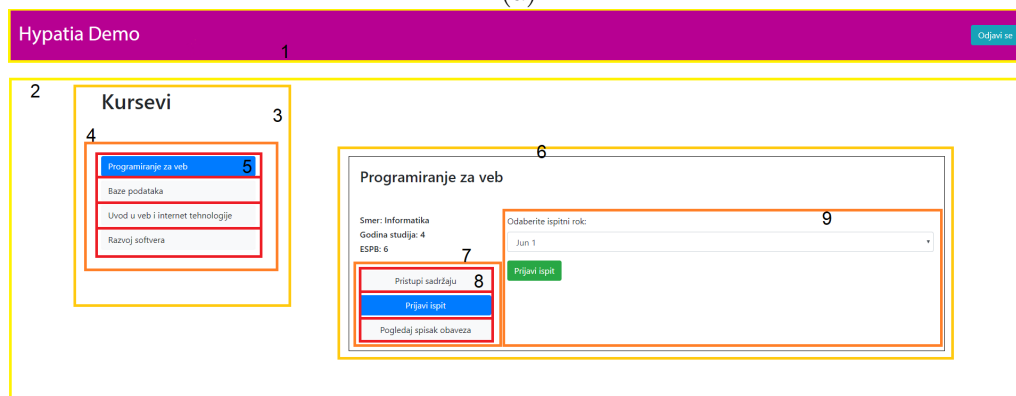 Hypatia Demo
Odjavi se
1
2
Kursevi
3
4
Programiranje za veb
5
Baze podataka
Uvod u veb i internet tehnologije
Razvoj softvera
6
Programiranje za veb
Smer: Informatika
Godina studija: 4
ESPB: 6
7
Pristupi sadržaju
8
Prijavi ispit
Pogledaj spisak obaveza
9
Odaberite ispitni rok:
Jun 1
Prijavi ispit